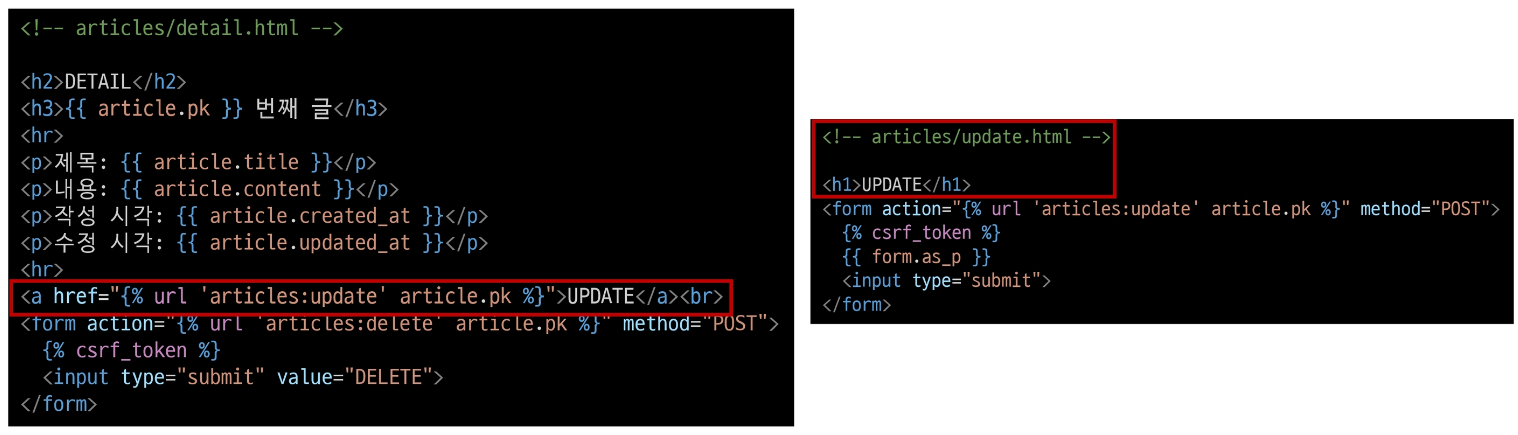 <!-- articles/detail.html -->
<h2>DETAIL</h2>
<h3>{{ article.pk }} 번째 글</h3>
<hr>
<p>제목: {{ article.title }}</p>
<p>내용: {{ article.content }}</p>
<p>작성 시각: {{ article.created_at }}</p>
<p>수정 시각: {{ article.updated_at }}</p>
<hr>
<a href="{% url 'articles:update' article.pk %}">UPDATE</a><br>
<form action="{% url 'articles:delete' article.pk %}" method="POST">
  {% csrf_token %}
  <input type="submit" value="DELETE">
</form>
<!-- articles/update.html -->
<h1>UPDATE</h1>
<form action="{% url 'articles:update' article.pk %}" method="POST">
  {% csrf_token %}
  {{ form.as_p }}
  <input type="submit">
</form>